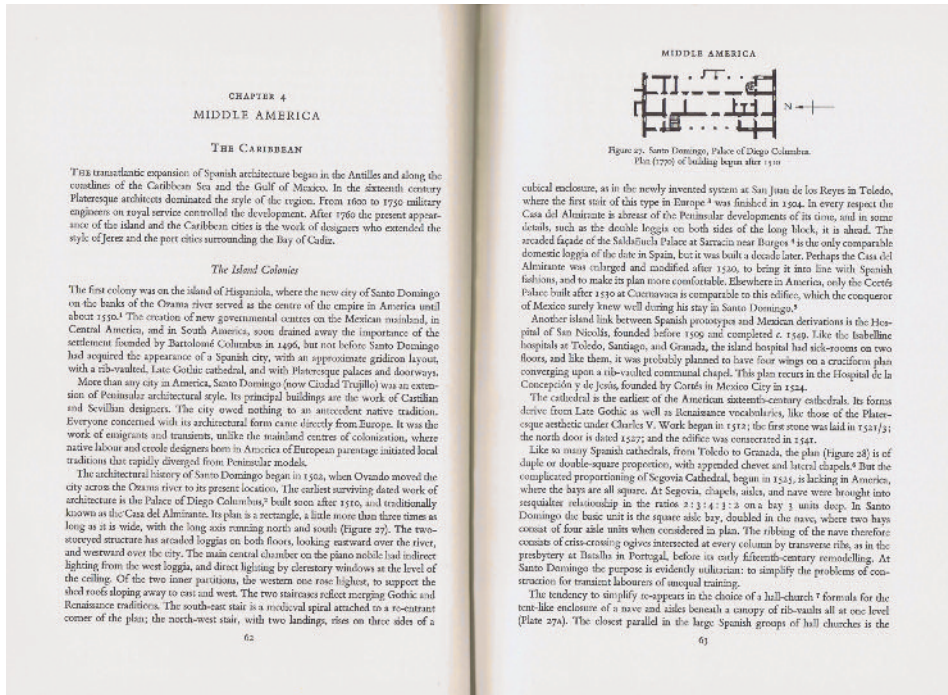 CHAPTER 4
MIDDLE AMERICA
THE CARIBBEAN
THE transatlantic expansion of Spanish architecture began in the Antilles and along the
coastlines of the Caribbean Sea and the Gulf of Mexico. In the sixteenth century
Plateresque architects dominated the style of the region. From 1600 to 1750 military
engineers on royal service controlled the development. After 1760 the present appear-
ance of the island and the Caribbean cities is the work of designers who extended the
style of Jerez and the port cities surrounding the Bay of Cadiz.
The Island Colonies
The first colony was on the island of Hispaniola, where the new city of Santo Domingo
on the banks of the Ozama river served as the centre of the empire in America until
about 1550.¹ The creation of new governmental centres on the Mexican mainland, in
Central America, and in South America, soon drained away the importance of the
settlement founded by Bartolomé Columbus in 1496, but not before Santo Domingo
had acquired the appearance of a Spanish city, with an approximate gridiron layout,
with a rib-vaulted, Late Gothic cathedral, and with Plateresque palaces and doorways.
More than any city in America, Santo Domingo (now Ciudad Trujillo) was an exten-
sion of Peninsular architectural style. Its principal buildings are the work of Castilian
and Sevillian designers. The city owed nothing to an antecedent native tradition.
Everyone concerned with its architectural form came directly from Europe. It was the
work of emigrants and transients, unlike the mainland centres of colonization, where
native labour and creole designers born in America of European parentage initiated local
traditions that rapidly diverged from Peninsular models.
The architectural history of Santo Domingo began in 1502, when Ovando moved the
city across the Ozama river to its present location. The earliest surviving dated work of
architecture is the Palace of Diego Columbus,² built soon after 1510, and traditionally
known as the Casa del Almirante. Its plan is a rectangle, a little more than three times as
long as it is wide, with the long axis running north and south (Figure 27). The two-
storeyed structure has arcaded loggias on both floors, looking eastward over the river,
and westward over the city. The main central chamber on the piano nobile had indirect
lighting from the west loggia, and direct lighting by clerestory windows at the level of
the ceiling. Of the two inner partitions, the western one rose highest, to support the
shed roofs sloping away to east and west. The two staircases reflect merging Gothic and
Renaissance traditions. The south-east stair is a medieval spiral attached to a re-entrant
corner of the plan; the north-west stair, with two landings, rises on three sides of a
62
MIDDLE AMERICA
N
Figure 27. Santo Domingo, Palace of Diego Columbus.
Plan (1770) of building begun after 1510
cubical enclosure, as in the newly invented system at San Juan de los Reyes in Toledo,
where the first stair of this type in Europe ³ was finished in 1504. In every respect the
Casa del Almirante is abreast of the Peninsular developments of its time, and in some
details, such as the double loggia on both sides of the long block, it is ahead. The
arcaded façade of the Saldañuela Palace at Sarracin near Burgos ⁴ is the only comparable
domestic loggia of the date in Spain, but it was built a decade later. Perhaps the Casa del
Almirante was enlarged and modified after 1520, to bring it into line with Spanish
fashions, and to make its plan more comfortable. Elsewhere in America, only the Cortés
Palace built after 1530 at Cuernavaca is comparable to this edifice, which the conqueror
of Mexico surely knew well during his stay in Santo Domingo.⁵
Another island link between Spanish prototypes and Mexican derivations is the Hos-
pital of San Nicolás, founded before 1509 and completed c. 1549. Like the Isabelline
hospitals at Toledo, Santiago, and Granada, the island hospital had sick-rooms on two
floors, and like them, it was probably planned to have four wings on a cruciform plan
converging upon a rib-vaulted communal chapel. This plan recurs in the Hospital de la
Concepción y de Jesús, founded by Cortés in Mexico City in 1524.
The cathedral is the earliest of the American sixteenth-century cathedrals. Its forms
derive from Late Gothic as well as Renaissance vocabularies, like those of the Plater-
esque aesthetic under Charles V. Work began in 1512; the first stone was laid in 1521/3;
the north door is dated 1527; and the edifice was consecrated in 1541.
Like so many Spanish cathedrals, from Toledo to Granada, the plan (Figure 28) is of
duple or double-square proportion, with appended chevet and lateral chapels.⁶ But the
complicated proportioning of Segovia Cathedral, begun in 1525, is lacking in America,
where the bays are all square. At Segovia, chapels, aisles, and nave were brought into
sesquialter relationship in the ratios 2:3:4:3:2 on a bay 3 units deep. In Santo
Domingo the basic unit is the square aisle bay, doubled in the nave, where two bays
consist of four aisle units when considered in plan. The ribbing of the nave therefore
consists of criss-crossing ogives intersected at every column by transverse ribs, as in the
presbytery at Batalha in Portugal, before its early fifteenth-century remodelling. At
Santo Domingo the purpose is evidently utilitarian: to simplify the problems of con-
struction for transient labourers of unequal training.
The tendency to simplify re-appears in the choice of a hall-church ⁷ formula for the
tent-like enclosure of a nave and aisles beneath a canopy of rib-vaults all at one level
(Plate 27A). The closest parallel in the large Spanish groups of hall churches is the
63